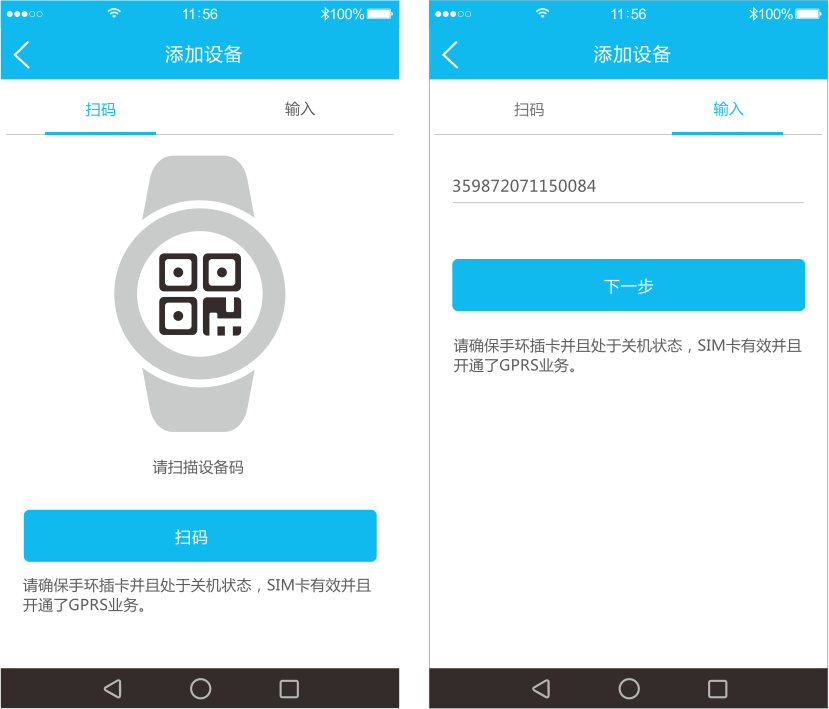 11:56
100%
添加设备
扫码
输入
请扫描设备码
扫码
请确保手环插卡并且处于关机状态，SIM卡有效并且
开通了GPRS业务。
11:56
100%
添加设备
扫码
输入
359872071150084
下一步
请确保手环插卡并且处于关机状态，SIM卡有效并且
开通了GPRS业务。